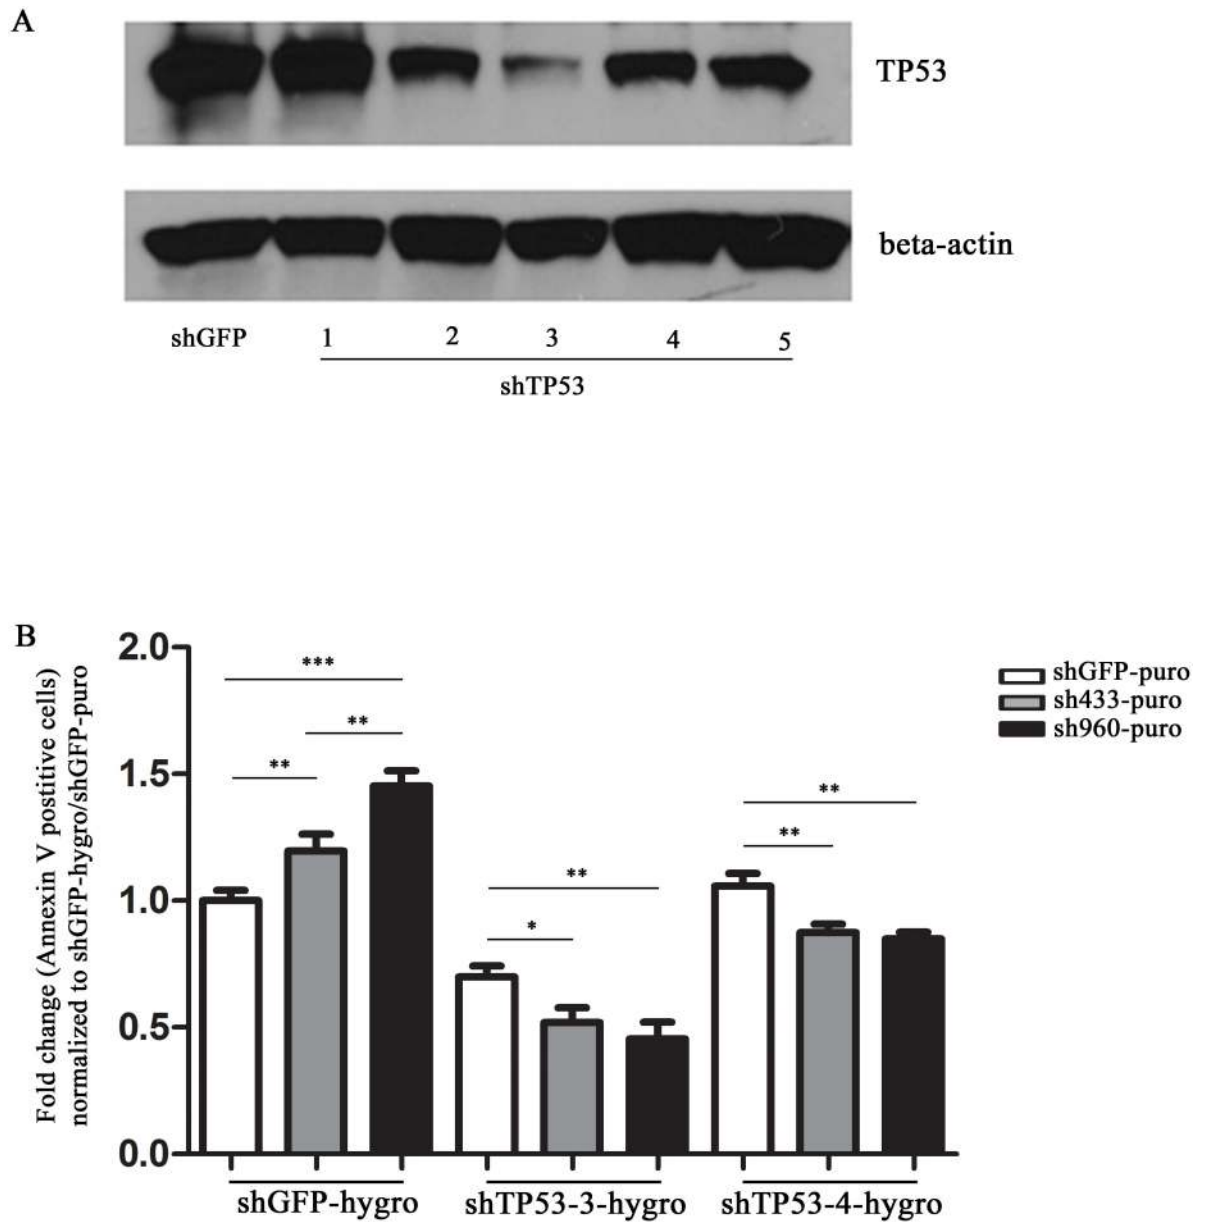 A
TP53
beta-actin
shGFP 1 2 3 4 5
shTP53
B
Fold change (Annexin V postitive cells)
normalized to shGFP-hygro/shGFP-puro
2.0
1.5
1.0
0.5
0.0
***
**
**
**
*
**
**
shGFP-puro
sh433-puro
sh960-puro
shGFP-hygro shTP53-3-hygro shTP53-4-hygro